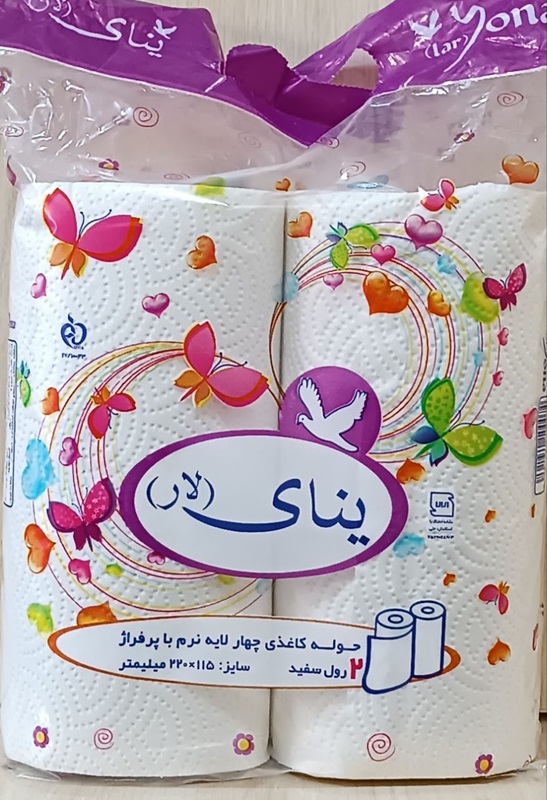 ینای
yona
(lar)
ینای (لار)
حوله کاغذی چهار لایه نرم با پرفراژ
۲ رول سفید سایز: ۱۱۵×۲۲۰ میلیمتر